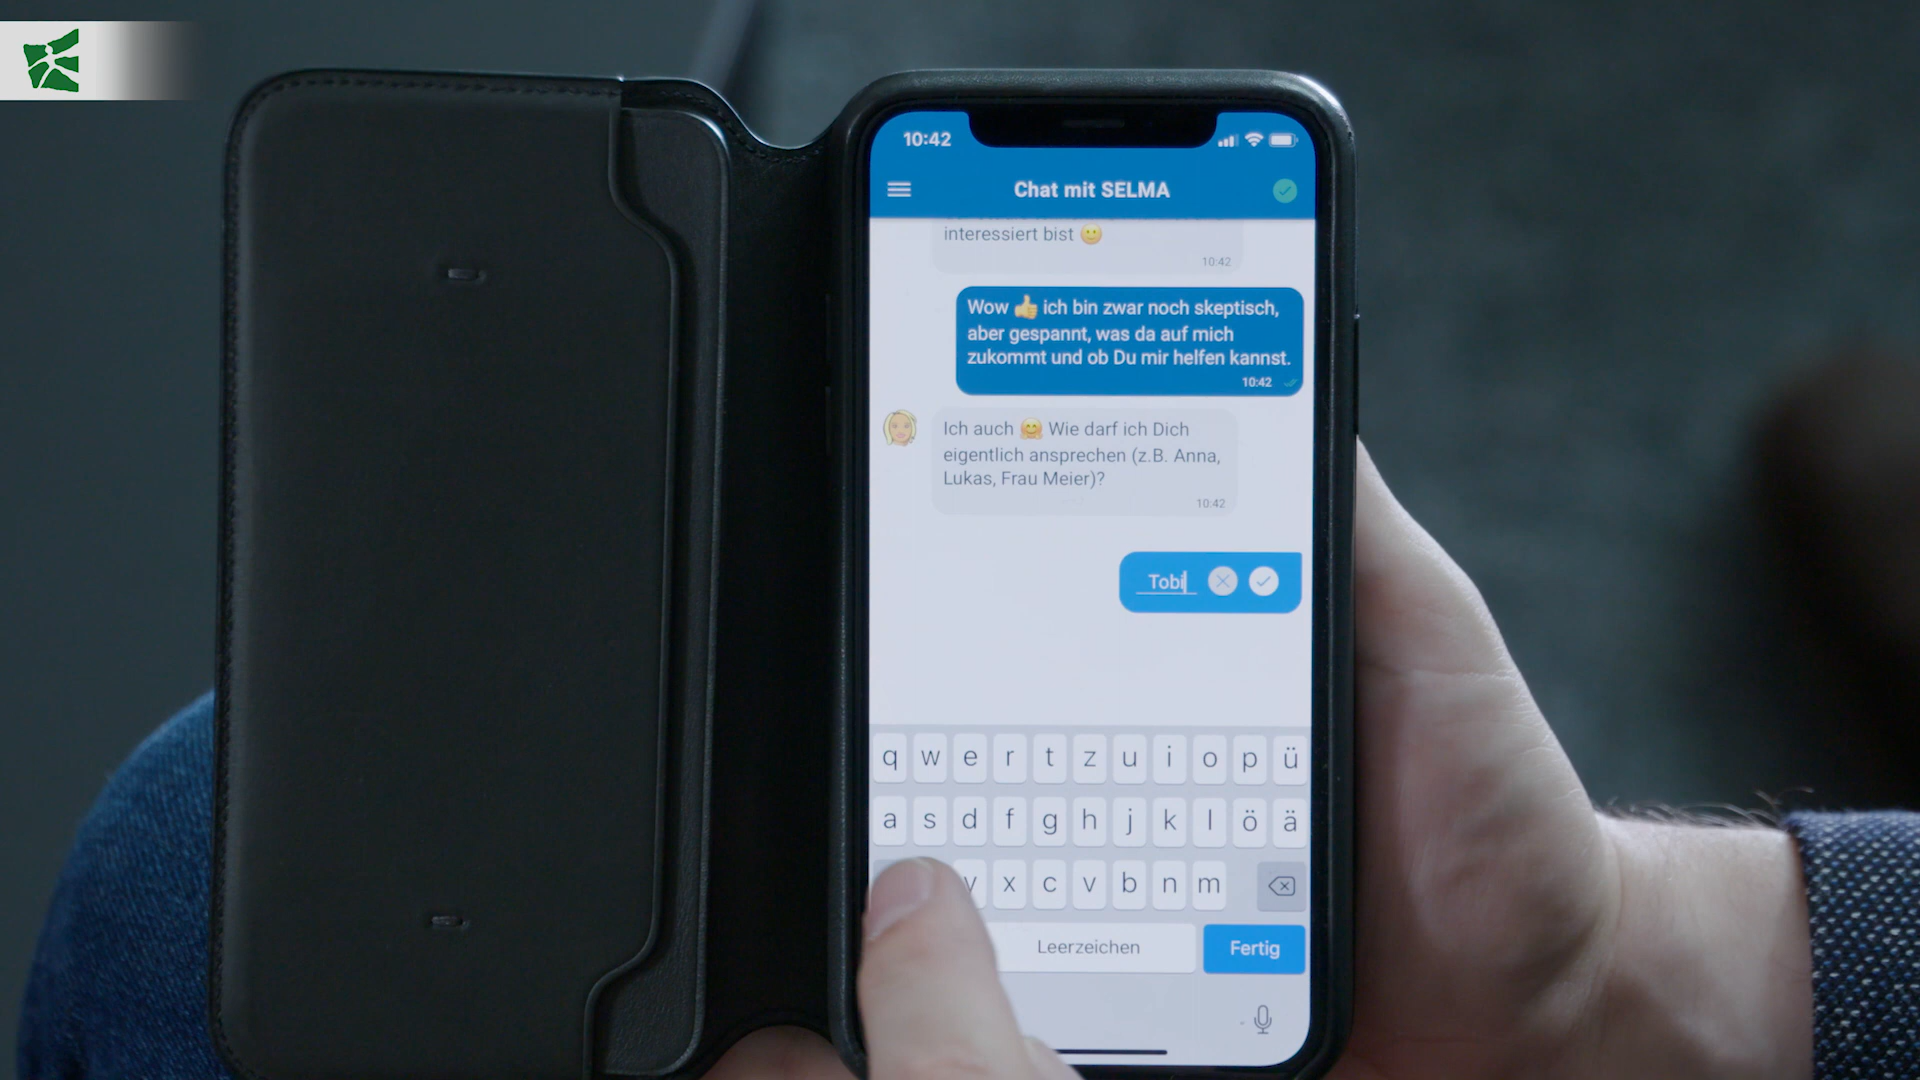 10:42
Chat mit SELMA
interessiert bist 🙂
10:42
Wow 👍 ich bin zwar noch skeptisch,
aber gespannt, was da auf mich
zukommt und ob Du mir helfen kannst.
10:42
Ich auch 🤗 Wie darf ich Dich
eigentlich ansprechen (z.B. Anna,
Lukas, Frau Meier)?
10:42
Tobi
q w e r t z u i o p ü
a s d f g h j k l ö ä
y x c v b n m
Leerzeichen Fertig